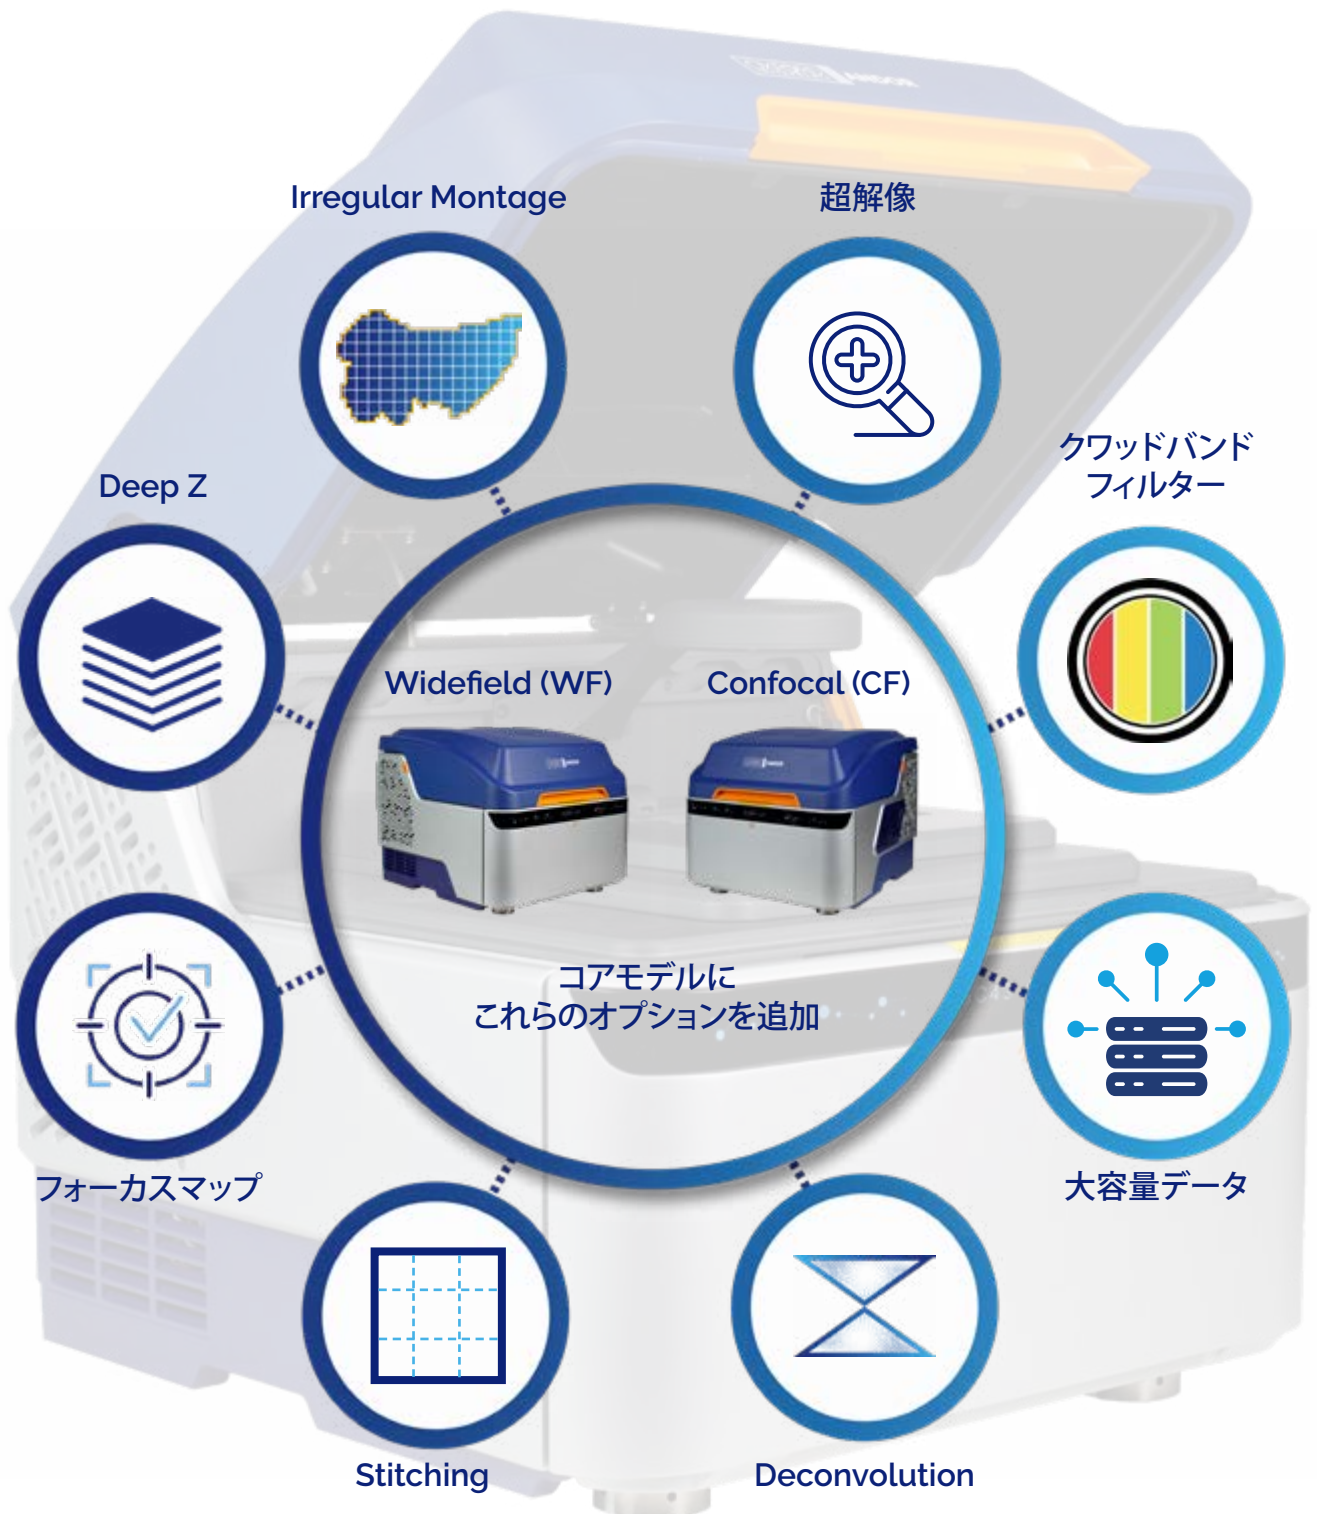 Irregular Montage
超解像
クワッドバンド
フィルター
Deep Z
Widefield (WF)
Confocal (CF)
コアモデルに
これらのオプションを追加
フォーカスマップ
大容量データ
Stitching
Deconvolution
ANDOR